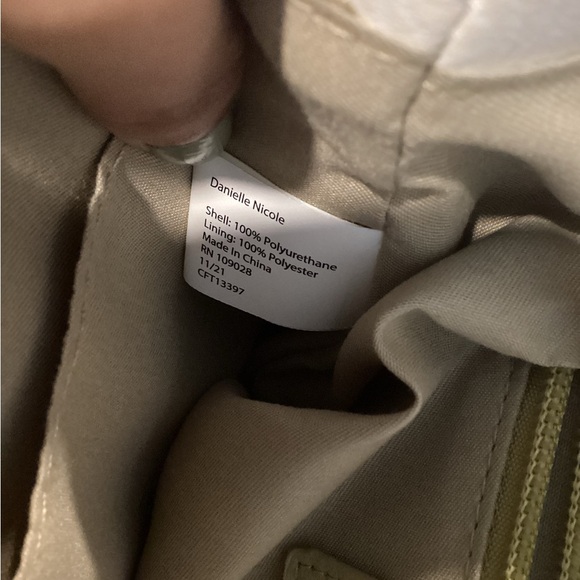 Danielle Nicole
Shell: 100% Polyurethane
Lining: 100% Polyester
Made In China
RN 109028
11/21
CFT13397